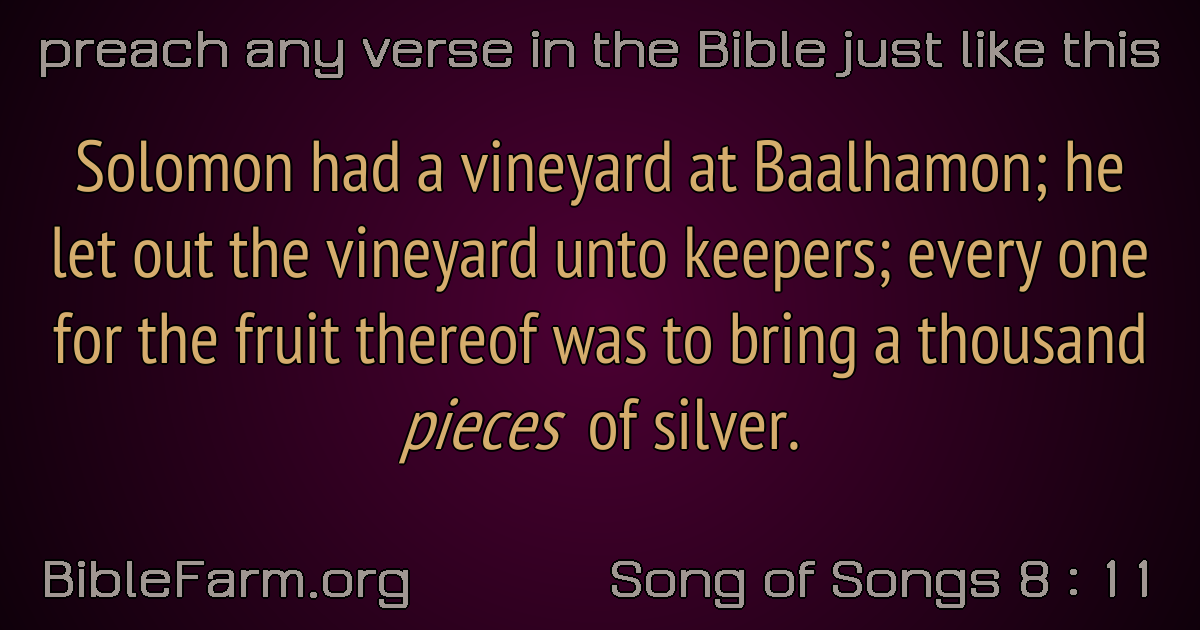 preach any verse in the Bible just like this
Solomon had a vineyard at Baalhamon; he
let out the vineyard unto keepers; every one
for the fruit thereof was to bring a thousand
pieces of silver.
BibleFarm.org
Song of Songs 8 : 11